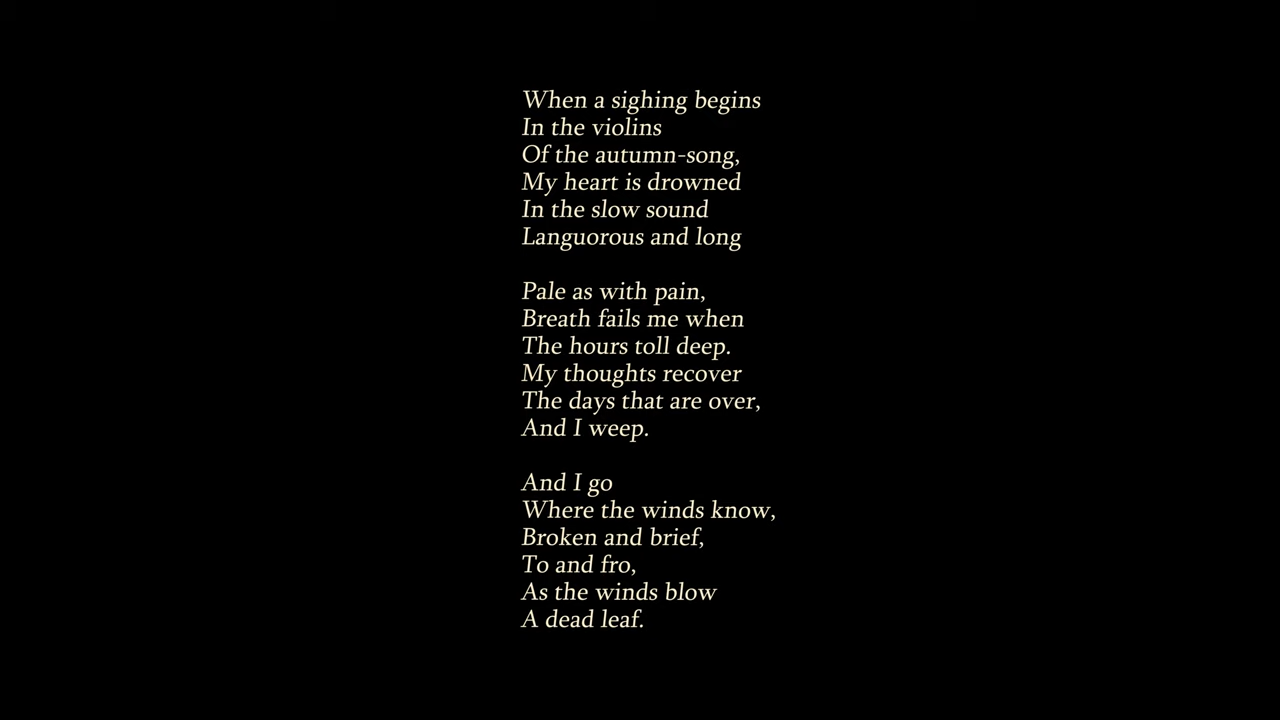 When a sighing begins
In the violins
Of the autumn-song,
My heart is drowned
In the slow sound
Languorous and long
Pale as with pain,
Breath fails me when
The hours toll deep.
My thoughts recover
The days that are over,
And I weep.
And I go
Where the winds know,
Broken and brief,
To and fro,
As the winds blow
A dead leaf.